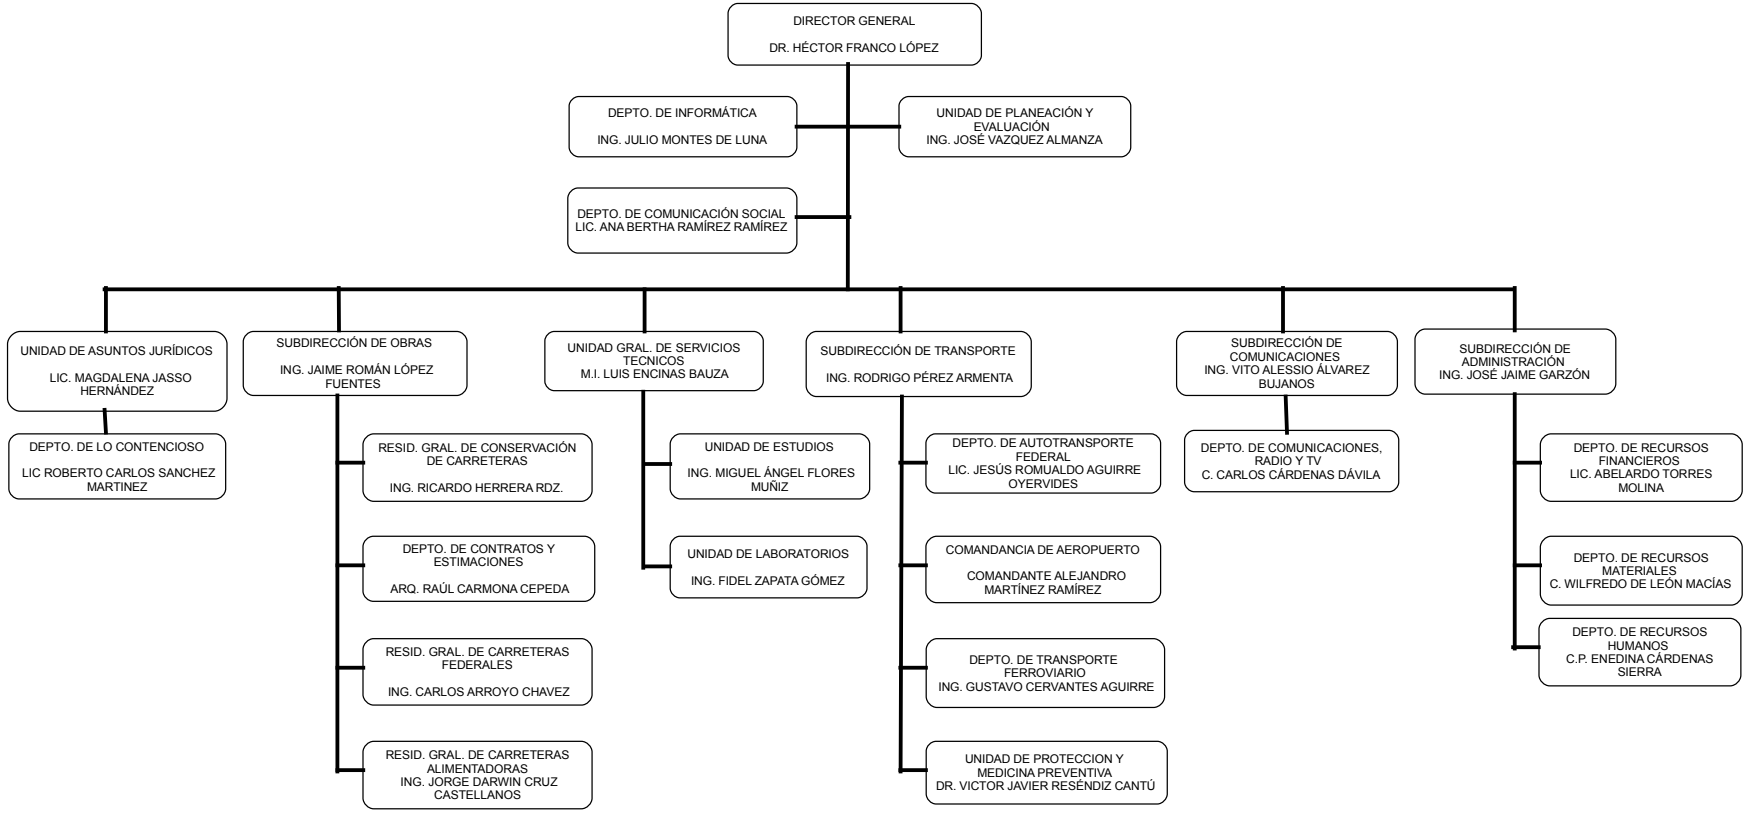 DIRECTOR GENERAL
DR. HÉCTOR FRANCO LÓPEZ
DEPTO. DE INFORMÁTICA
ING. JULIO MONTES DE LUNA
UNIDAD DE PLANEACIÓN Y
EVALUACIÓN
ING. JOSÉ VAZQUEZ ALMANZA
DEPTO. DE COMUNICACIÓN SOCIAL
LIC. ANA BERTHA RAMÍREZ RAMÍREZ
UNIDAD DE ASUNTOS JURÍDICOS
LIC. MAGDALENA JASSO
HERNÁNDEZ
SUBDIRECCIÓN DE OBRAS
ING. JAIME ROMÁN LÓPEZ
FUENTES
UNIDAD GRAL. DE SERVICIOS
TECNICOS
M.I. LUIS ENCINAS BAUZA
SUBDIRECCIÓN DE TRANSPORTE
ING. RODRIGO PÉREZ ARMENTA
SUBDIRECCIÓN DE
COMUNICACIONES
ING. VITO ALESSIO ÁLVAREZ
BUJANOS
SUBDIRECCIÓN DE
ADMINISTRACIÓN
ING. JOSÉ JAIME GARZÓN
DEPTO. DE LO CONTENCIOSO
LIC ROBERTO CARLOS SANCHEZ
MARTINEZ
RESID. GRAL. DE CONSERVACIÓN
DE CARRETERAS
ING. RICARDO HERRERA RDZ.
UNIDAD DE ESTUDIOS
ING. MIGUEL ÁNGEL FLORES
MUÑIZ
DEPTO. DE AUTOTRANSPORTE
FEDERAL
LIC. JESÚS ROMUALDO AGUIRRE
OYERVIDES
DEPTO. DE COMUNICACIONES,
RADIO Y TV
C. CARLOS CÁRDENAS DÁVILA
DEPTO. DE RECURSOS
FINANCIEROS
LIC. ABELARDO TORRES
MOLINA
DEPTO. DE CONTRATOS Y
ESTIMACIONES
ARQ. RAÚL CARMONA CEPEDA
UNIDAD DE LABORATORIOS
ING. FIDEL ZAPATA GÓMEZ
COMANDANCIA DE AEROPUERTO
COMANDANTE ALEJANDRO
MARTÍNEZ RAMÍREZ
DEPTO. DE RECURSOS
MATERIALES
C. WILFREDO DE LEÓN MACÍAS
RESID. GRAL. DE CARRETERAS
FEDERALES
ING. CARLOS ARROYO CHAVEZ
DEPTO. DE TRANSPORTE
FERROVIARIO
ING. GUSTAVO CERVANTES AGUIRRE
DEPTO. DE RECURSOS
HUMANOS
C.P. ENEDINA CÁRDENAS
SIERRA
RESID. GRAL. DE CARRETERAS
ALIMENTADORAS
ING. JORGE DARWIN CRUZ
CASTELLANOS
UNIDAD DE PROTECCION Y
MEDICINA PREVENTIVA
DR. VICTOR JAVIER RESÉNDIZ CANTÚ